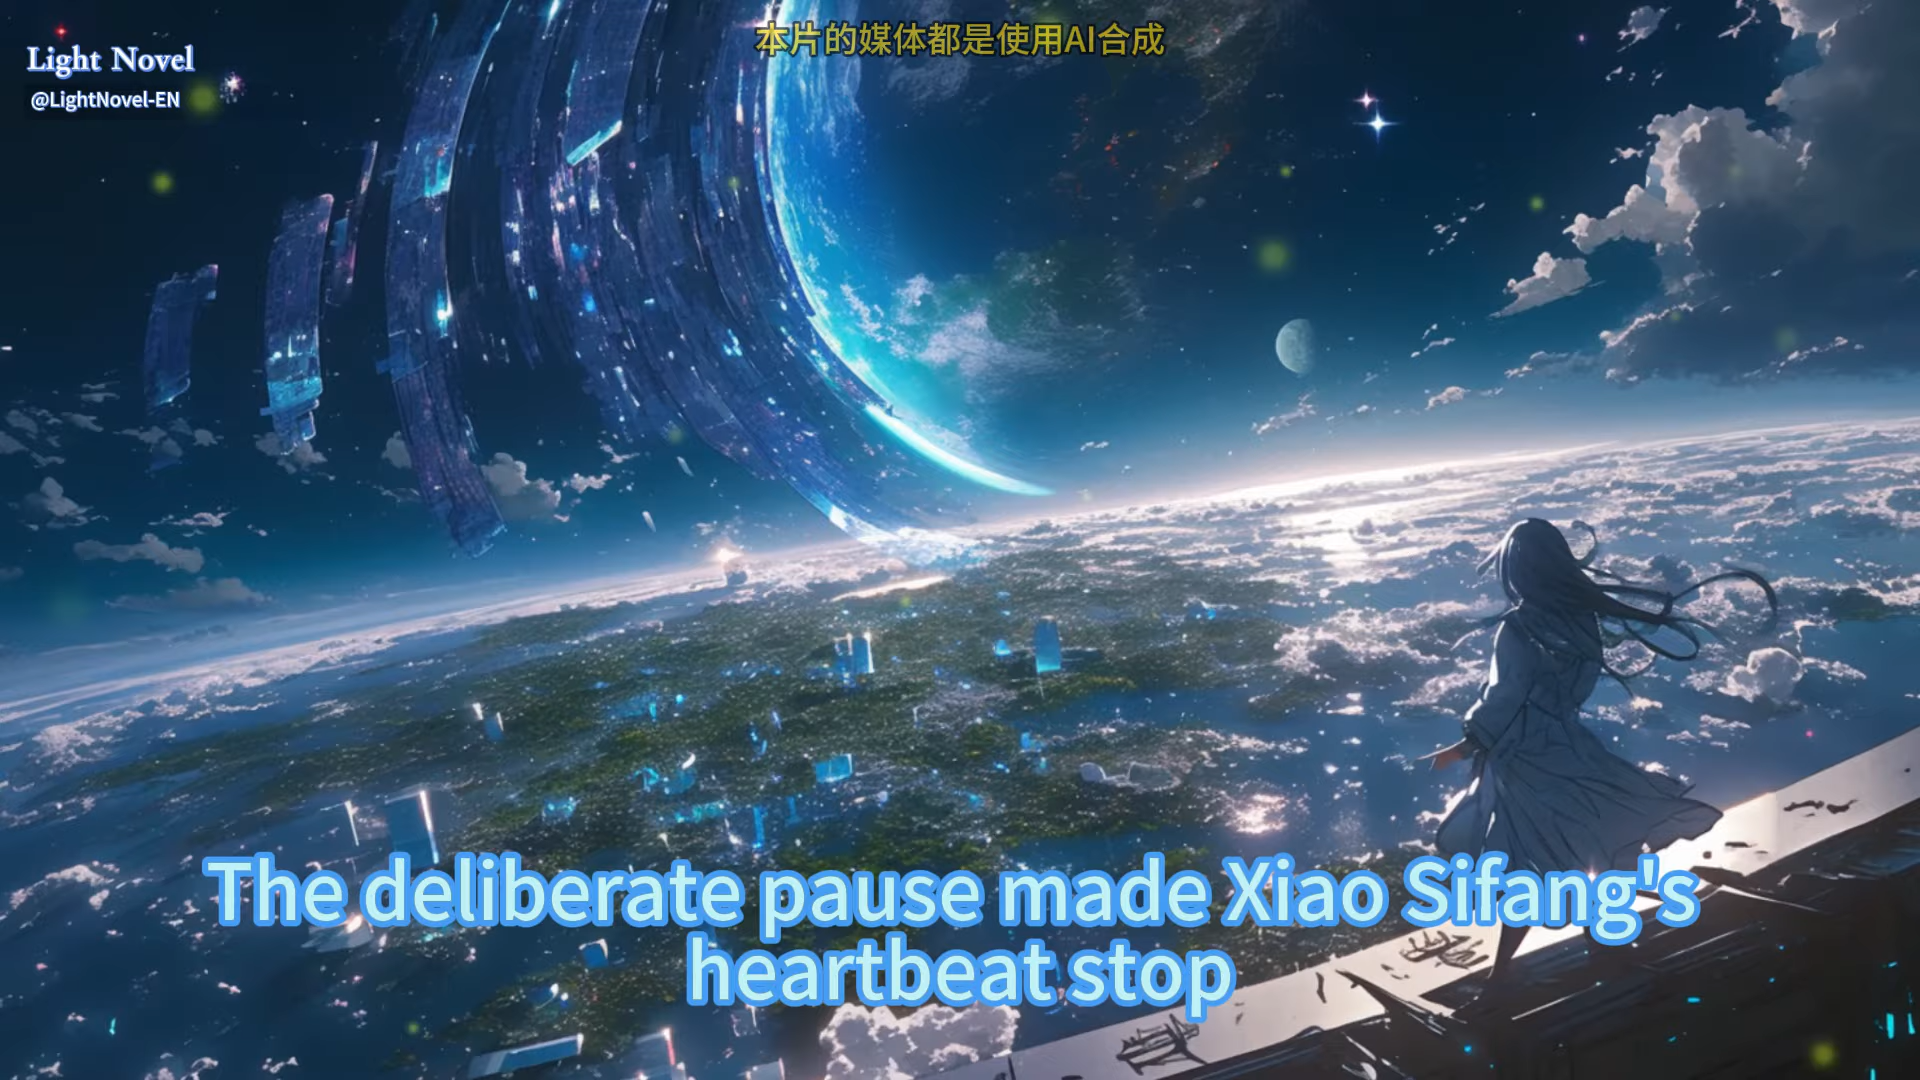 本片的媒体都是使用AI合成
Light Novel
@LightNovel-EN
The deliberate pause made Xiao Sifang's
heartbeat stop